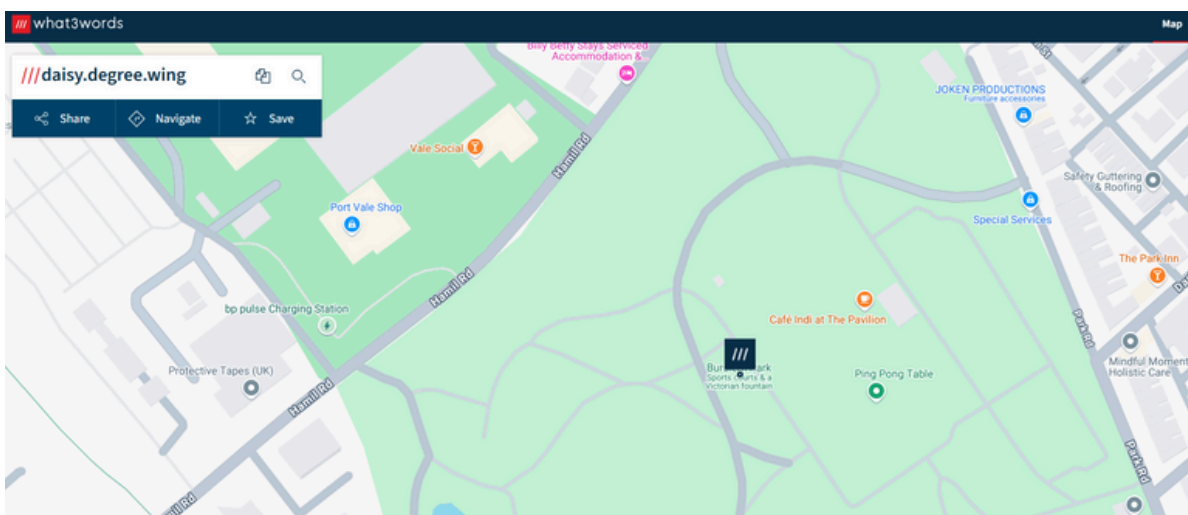 what3words
Map
Billy Betty Stays Serviced
Accommodation &...
///daisy.degree.wing
Share
Navigate
Save
JOKEN PRODUCTIONS
Furniture accessories
Vale Social
Hamil Rd
Safety Guttering
& Roofing
Port Vale Shop
Special Services
The Park Inn
Hamil Rd
bp pulse Charging Station
Café Indi at The Pavilion
Park Rd
Mindful Moment
Holistic Care
Protective Tapes (UK)
Sports courts & a
Victorian fountain
Ping Pong Table
Hamil Rd
Park Rd
Rd